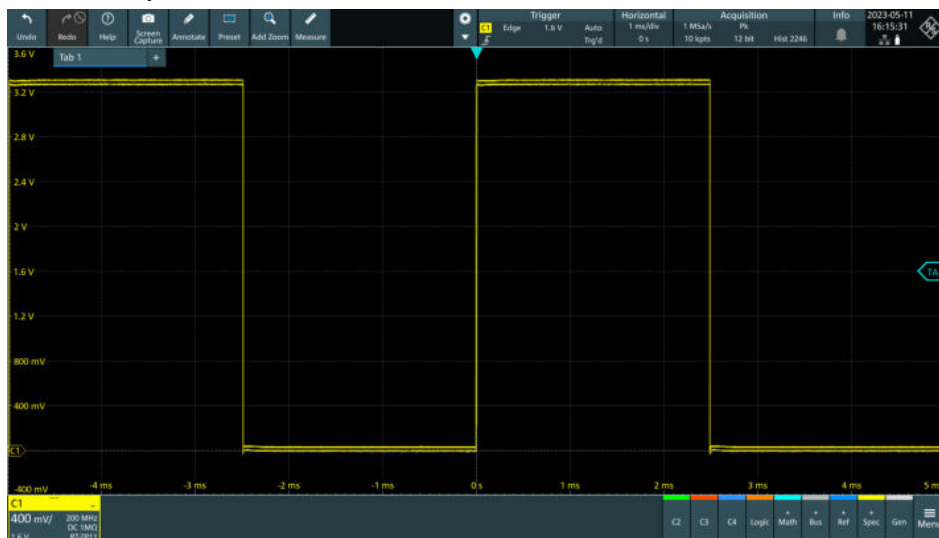 Trigger Horizontal Acquisition Info 2023-05-11
C1 Edge 1.6 V Auto 1 ms/div 1 MSa/s Pk 16:15:31
Undo Redo Help Screen Capture Annotate Preset Add Zoom Measure Trig'd 0 s 10 kpts 12 bit Hist 2246
3.6 V Tab 1 +
3.2 V
2.8 V
2.4 V
2 V
1.6 V TA
1.2 V
800 mV
400 mV
C1
-400 mV -4 ms -3 ms -2 ms -1 ms 0 s 1 ms 2 ms 3 ms 4 ms 5 m
C1
400 mV/ 200 MHz
DC 1MΩ
1.6 V RT-ZP11
C2 C3 C4 Logic + Math + Bus + Ref + Spec Gen Menu